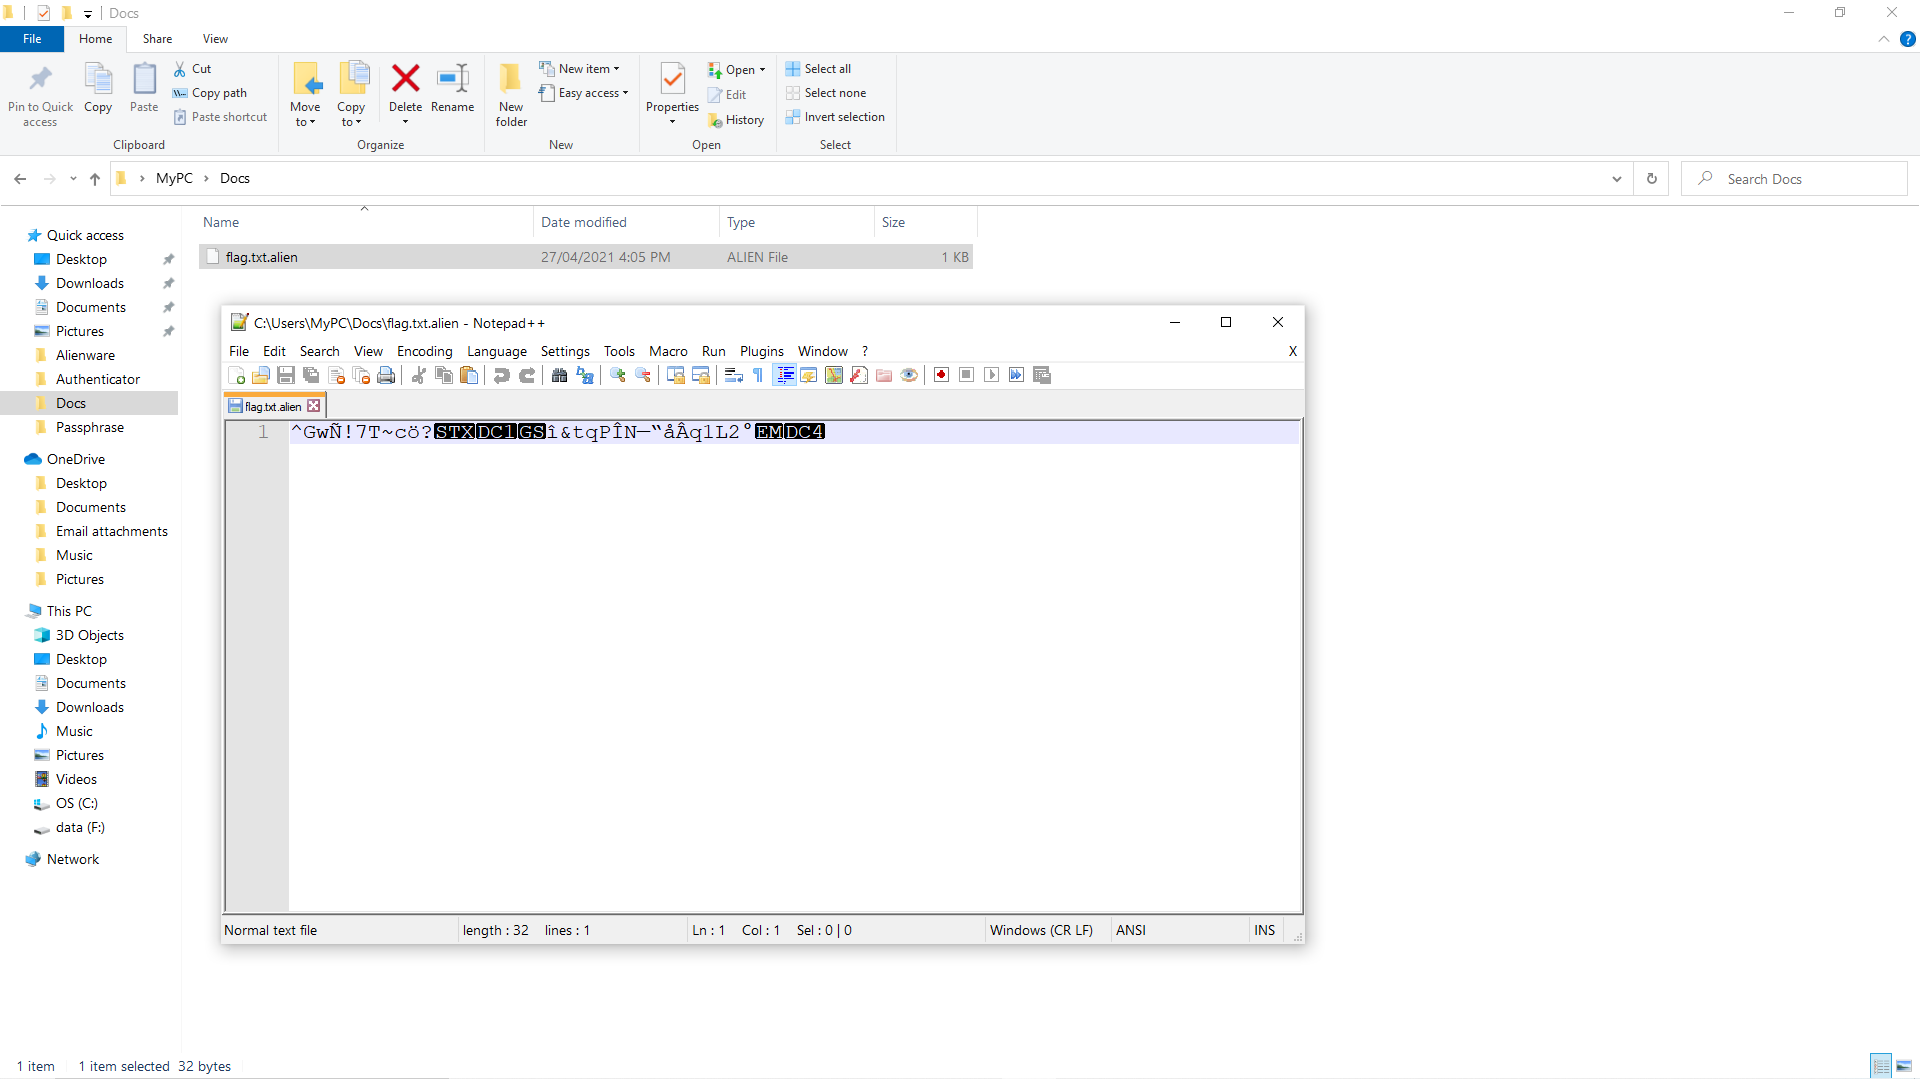 Docs
File Home Share View
Pin to Quick access
Copy
Paste
Cut
Copy path
Paste shortcut
Clipboard
Move to
Copy to
Delete
Rename
Organize
New folder
New item
Easy access
New
Properties
Open
Edit
History
Open
Select all
Select none
Invert selection
Select
MyPC > Docs
Search Docs
Name Date modified Type Size
flag.txt.alien 27/04/2021 4:05 PM ALIEN File 1 KB
Quick access
Desktop
Downloads
Documents
Pictures
Alienware
Authenticator
Docs
Passphrase
OneDrive
Desktop
Documents
Email attachments
Music
Pictures
This PC
3D Objects
Desktop
Documents
Downloads
Music
Pictures
Videos
OS (C:)
data (F:)
Network
C:\Users\MyPC\Docs\flag.txt.alien - Notepad++
File Edit Search View Encoding Language Settings Tools Macro Run Plugins Window ? X
flag.txt.alien
1 ^GwÑ!7T~cö?STXDC1GSî&tqPÎN—“åÂq1L2°EMDC4
Normal text file length : 32 lines : 1 Ln : 1 Col : 1 Sel : 0 | 0 Windows (CR LF) ANSI INS
1 item 1 item selected 32 bytes